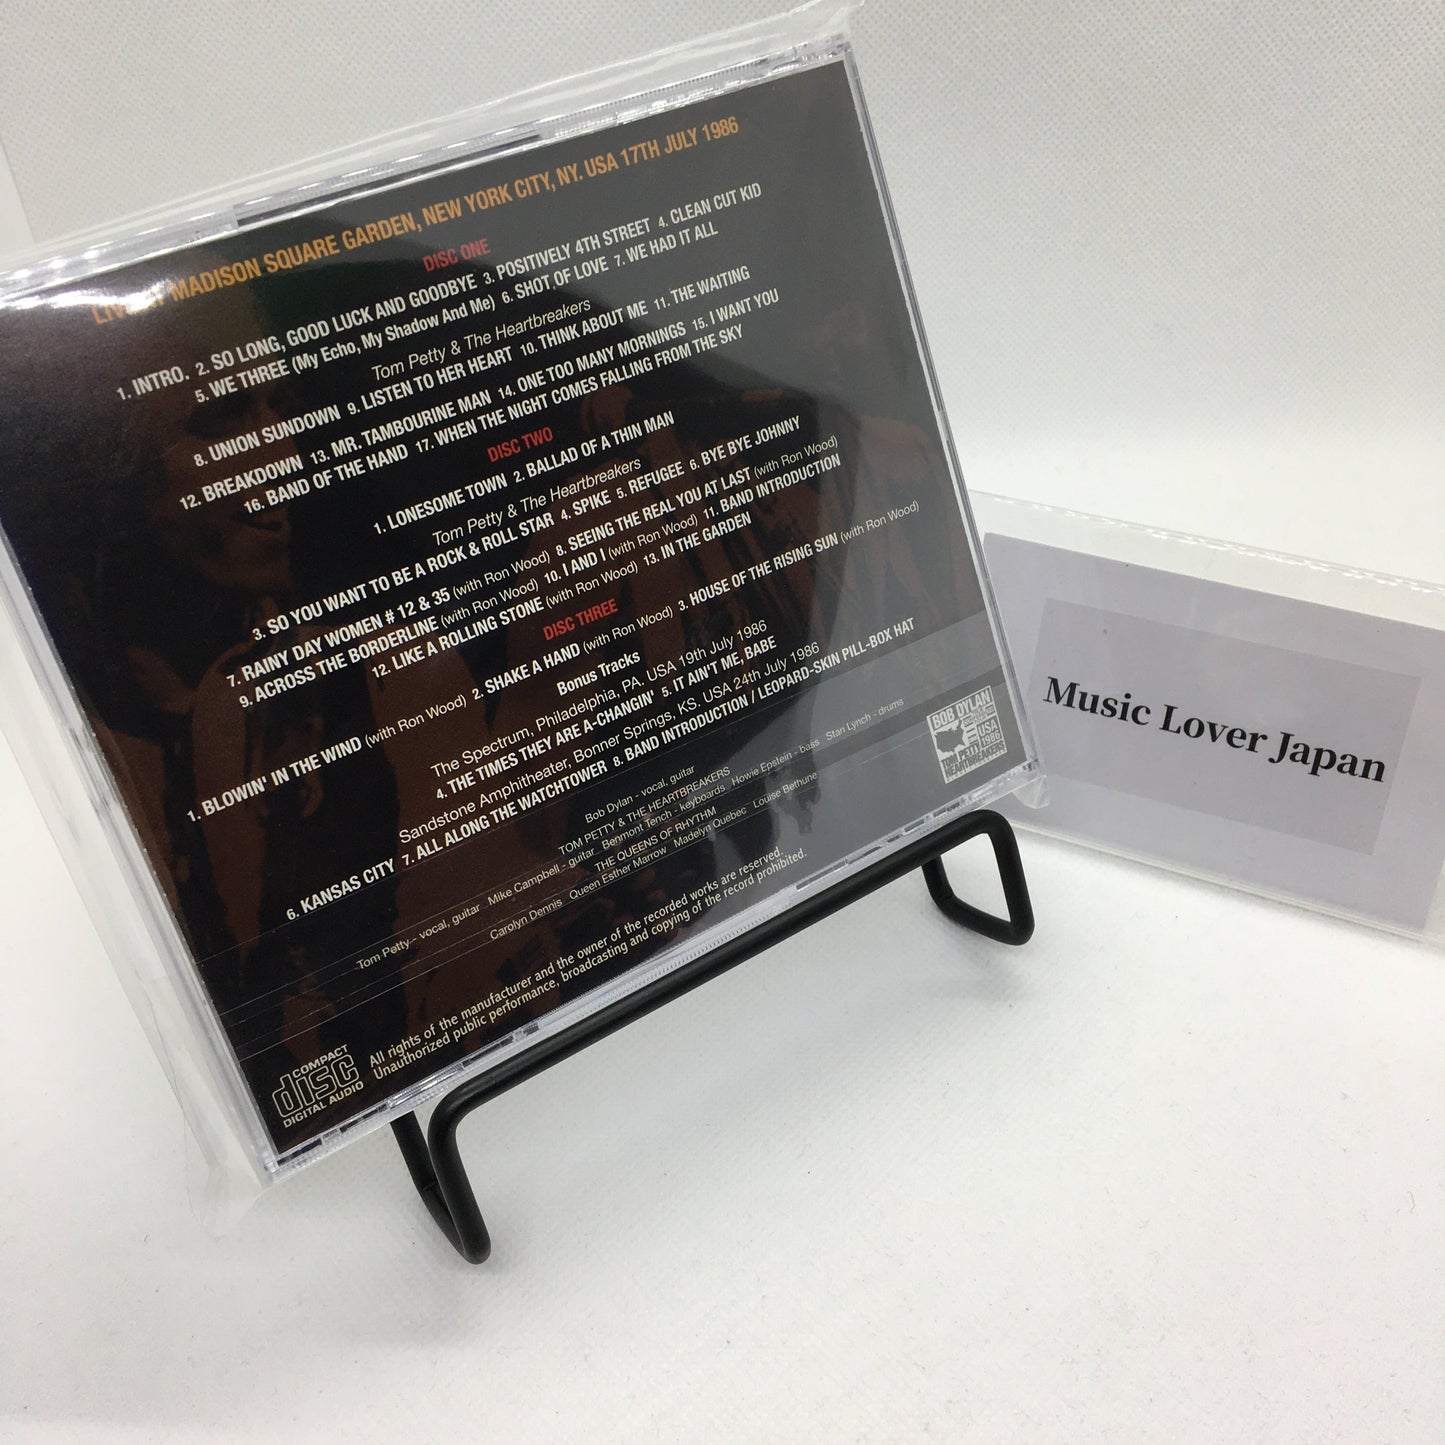 MADISON SQUARE GARDEN, NEW YORK CITY, NY. USA 17TH JULY 1986
DISC ONE
1. INTRO. 2. SO LONG, GOOD LUCK AND GOODBYE 3. POSITIVELY 4TH STREET 4. CLEAN CUT KID
5. WE THREE (My Echo, My Shadow And Me) 6. SHOT OF LOVE 7. WE HAD IT ALL
Tom Petty & The Heartbreakers
8. UNION SUNDOWN 9. LISTEN TO HER HEART 10. THINK ABOUT ME 11. THE WAITING
12. BREAKDOWN 13. MR. TAMBOURINE MAN 14. ONE TOO MANY MORNINGS 15. I WANT YOU
16. BAND OF THE HAND 17. WHEN THE NIGHT COMES FALLING FROM THE SKY
DISC TWO
1. LONESOME TOWN 2. BALLAD OF A THIN MAN
Tom Petty & The Heartbreakers
3. SO YOU WANT TO BE A ROCK & ROLL STAR 4. SPIKE 5. REFUGEE 6. BYE BYE JOHNNY
7. RAINY DAY WOMEN # 12 & 35 (with Ron Wood) 8. SEEING THE REAL YOU AT LAST (with Ron Wood)
9. ACROSS THE BORDERLINE (with Ron Wood) 10. I AND I (with Ron Wood) 11. BAND INTRODUCTION
12. LIKE A ROLLING STONE (with Ron Wood) 13. IN THE GARDEN
DISC THREE
1. BLOWIN' IN THE WIND (with Ron Wood) 2. SHAKE A HAND (with Ron Wood) 3. HOUSE OF THE RISING SUN (with Ron Wood)
Bonus Tracks
The Spectrum, Philadelphia, PA. USA 19th July 1986
4. THE TIMES THEY ARE A-CHANGIN' 5. IT AIN'T ME, BABE
Sandstone Amphitheater, Bonner Springs, KS. USA 24th July 1986
6. KANSAS CITY 7. ALL ALONG THE WATCHTOWER 8. BAND INTRODUCTION / LEOPARD-SKIN PILL-BOX HAT
Bob Dylan - vocal, guitar
TOM PETTY & THE HEARTBREAKERS
Tom Petty - vocal, guitar Mike Campbell - guitar Benmont Tench - keyboards Howie Epstein - bass Stan Lynch - drums
THE QUEENS OF RHYTHM
Carolyn Dennis Queen Esther Marrow Madelyn Quebec Louise Bethune
All rights of the manufacturer and the owner of the recorded works are reserved.
Unauthorized public performance, broadcasting and copying of the record prohibited.
COMPACT
disc
DIGITAL AUDIO
BOB DYLAN
USA
1986
TOM PETTY
HEARTBREAKERS
Music Lover Japan